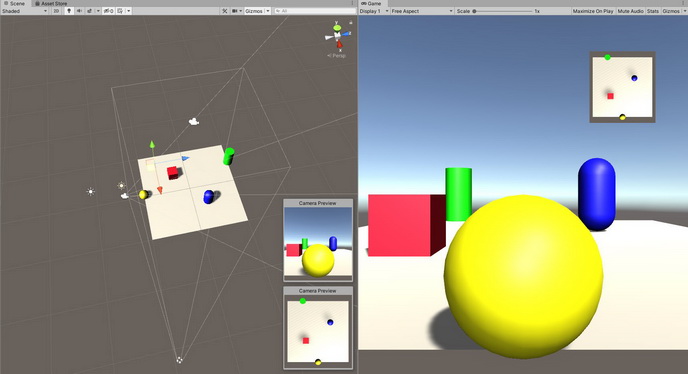 Scene
Asset Store
Shaded
2D
Gizmos
All
y
x
Persp
Camera Preview
Camera Preview
Game
Display 1
Free Aspect
Scale
1x
Maximize On Play
Mute Audio
Stats
Gizmos